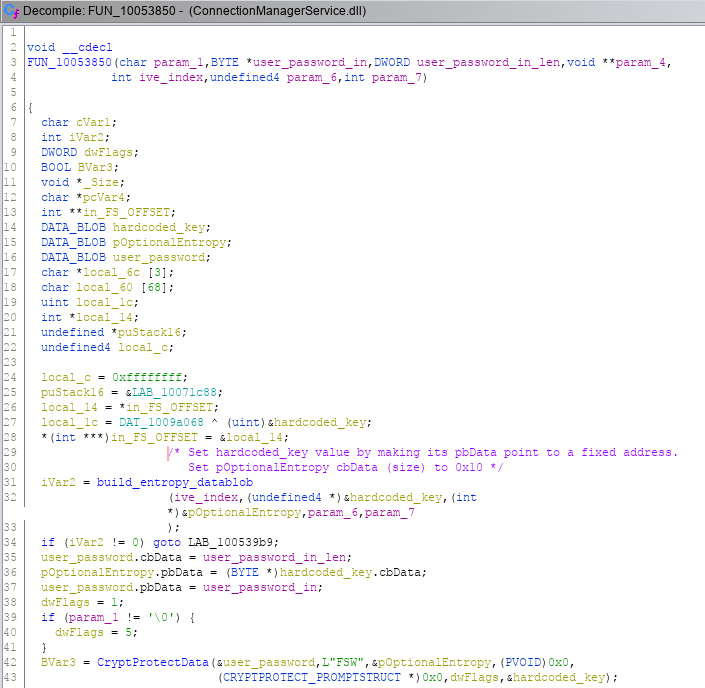 Decompile: FUN_10053850 - (ConnectionManagerService.dll)
1
2 void __cdecl
3 FUN_10053850(char param_1,BYTE *user_password_in,DWORD user_password_in_len,void **param_4,
4 int ive_index,undefined4 param_6,int param_7)
5
6 {
7 char cVar1;
8 int iVar2;
9 DWORD dwFlags;
10 BOOL BVar3;
11 void *_Size;
12 char *pcVar4;
13 int **in_FS_OFFSET;
14 DATA_BLOB hardcoded_key;
15 DATA_BLOB pOptionalEntropy;
16 DATA_BLOB user_password;
17 char *local_6c [3];
18 char local_60 [68];
19 uint local_1c;
20 int *local_14;
21 undefined *puStack16;
22 undefined4 local_c;
23
24 local_c = 0xffffffff;
25 puStack16 = &LAB_10071c88;
26 local_14 = *in_FS_OFFSET;
27 local_1c = DAT_1009a068 ^ (uint)&hardcoded_key;
28 *(int ***)in_FS_OFFSET = &local_14;
29 /* Set hardcoded_key value by making its pbData point to a fixed address.
30 Set pOptionalEntropy cbData (size) to 0x10 */
31 iVar2 = build_entropy_datablob
32 (ive_index,(undefined4 *)&hardcoded_key,(int
*)&pOptionalEntropy,param_6,param_7
33 );
34 if (iVar2 != 0) goto LAB_100539b9;
35 user_password.cbData = user_password_in_len;
36 pOptionalEntropy.pbData = (BYTE *)hardcoded_key.cbData;
37 user_password.pbData = user_password_in;
38 dwFlags = 1;
39 if (param_1 != '\0') {
40 dwFlags = 5;
41 }
42 BVar3 = CryptProtectData(&user_password,L"FSW",&pOptionalEntropy,(PVOID)0x0,
43 (CRYPTPROTECT_PROMPTSTRUCT *)0x0,dwFlags,&hardcoded_key);